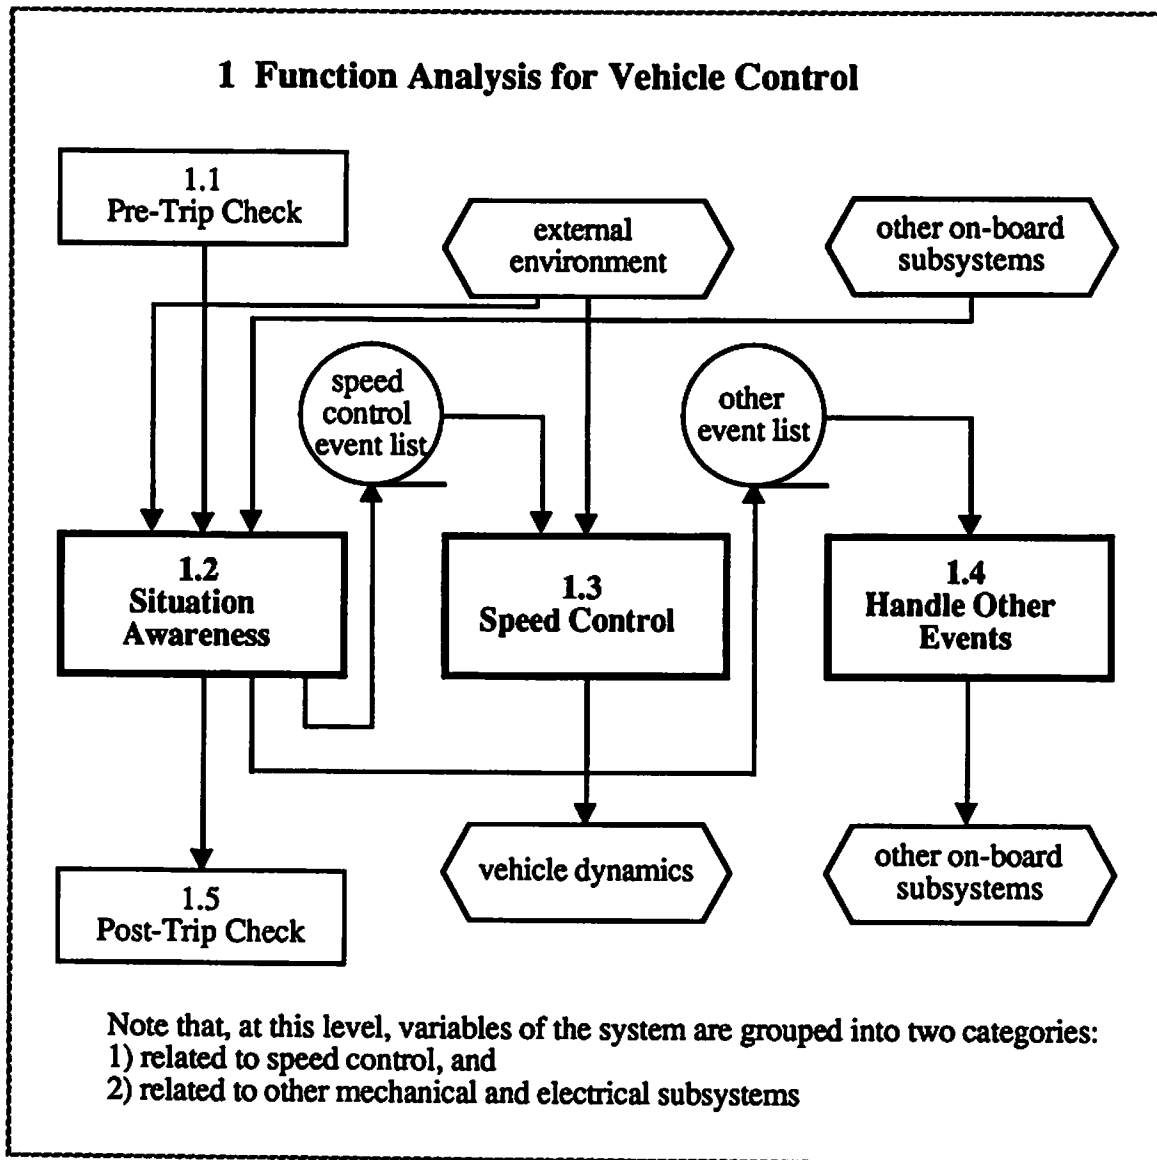 1 Function Analysis for Vehicle Control
1.1
Pre-Trip Check
external
environment
other on-board
subsystems
speed
control
event list
other
event list
1.2
Situation
Awareness
1.3
Speed Control
1.4
Handle Other
Events
1.5
Post-Trip Check
vehicle dynamics
other on-board
subsystems
Note that, at this level, variables of the system are grouped into two categories:
1) related to speed control, and
2) related to other mechanical and electrical subsystems